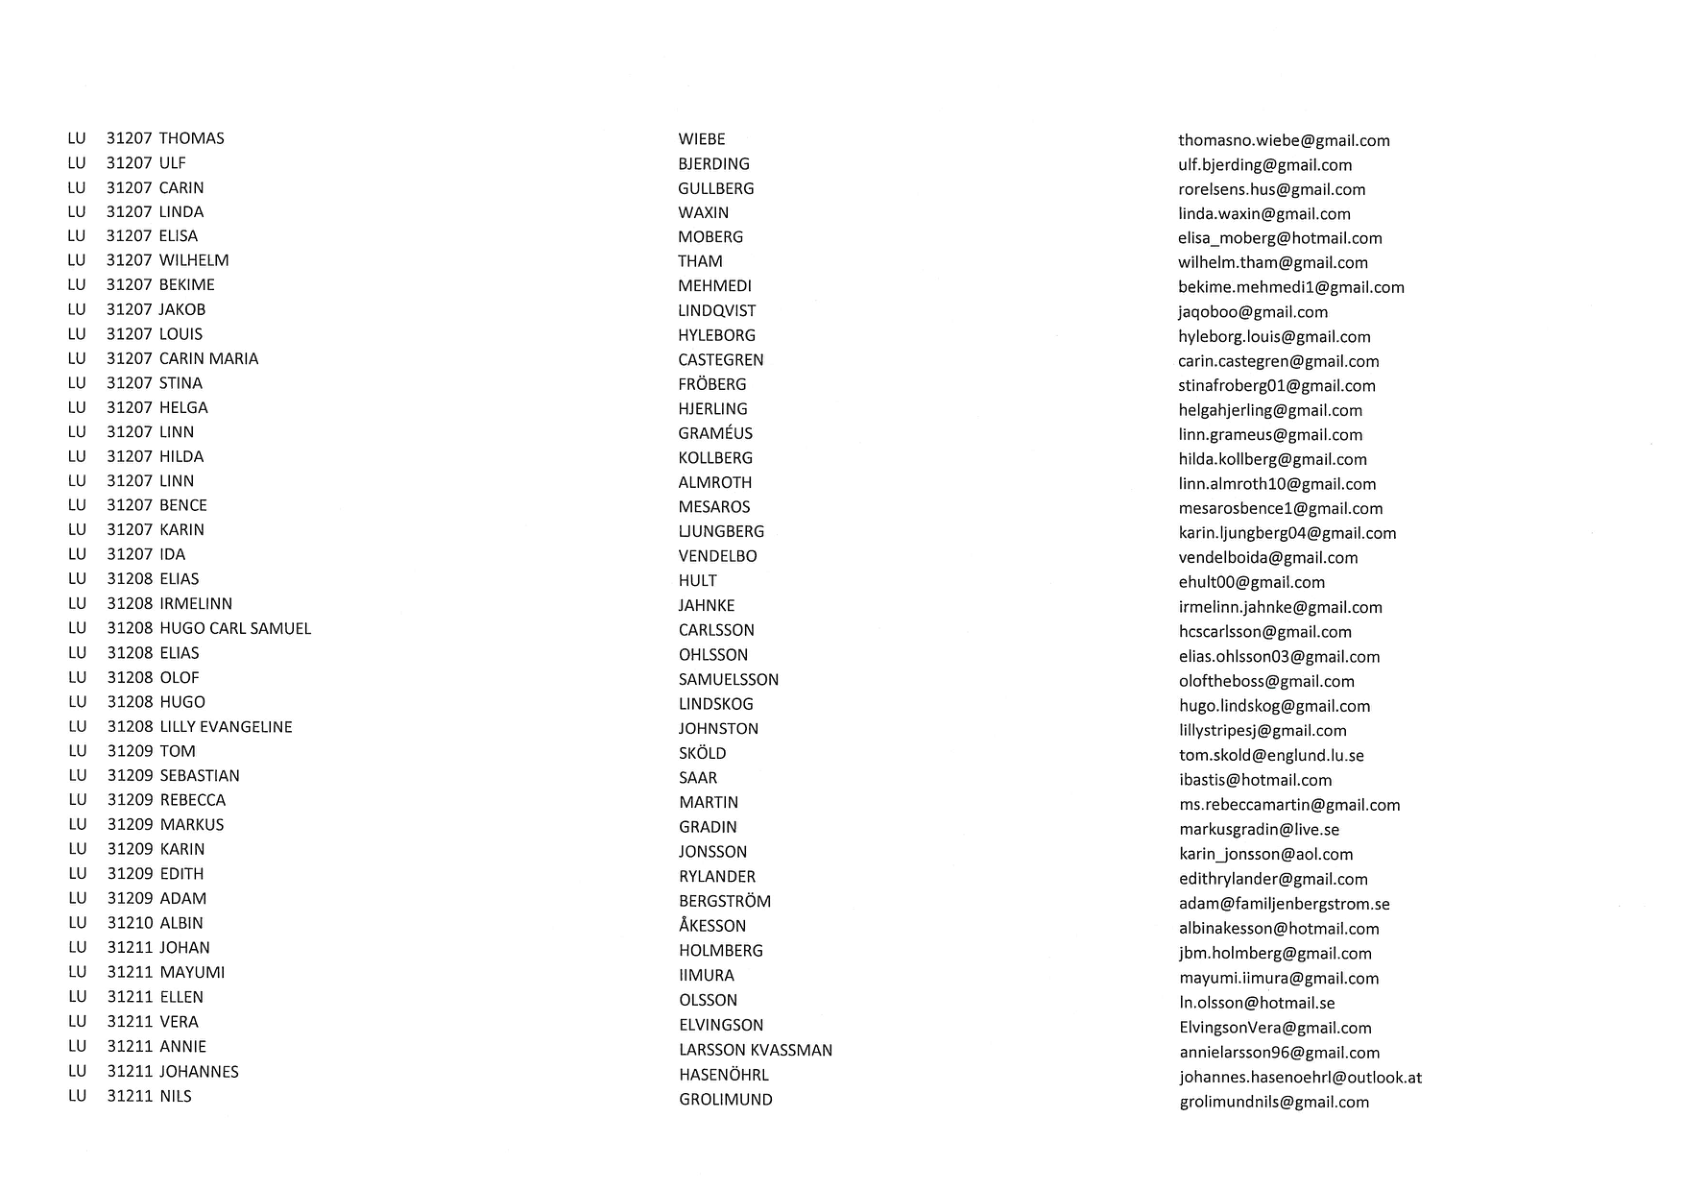 LU 31207 THOMAS WIEBE thomasno.wiebe@gmail.com
LU 31207 ULF BJERDING ulf.bjerding@gmail.com
LU 31207 CARIN GULLBERG rorelsens.hus@gmail.com
LU 31207 LINDA WAXIN linda.waxin@gmail.com
LU 31207 ELISA MOBERG elisa_moberg@hotmail.com
LU 31207 WILHELM THAM wilhelm.tham@gmail.com
LU 31207 BEKIME MEHMEDI bekime.mehmedi1@gmail.com
LU 31207 JAKOB LINDQVIST jaqoboo@gmail.com
LU 31207 LOUIS HYLEBORG hyleborg.louis@gmail.com
LU 31207 CARIN MARIA CASTEGREN carin.castegren@gmail.com
LU 31207 STINA FRÖBERG stinafroberg01@gmail.com
LU 31207 HELGA HJERLING helgahjerling@gmail.com
LU 31207 LINN GRAMÉUS linn.grameus@gmail.com
LU 31207 HILDA KOLLBERG hilda.kollberg@gmail.com
LU 31207 LINN ALMROTH linn.almroth10@gmail.com
LU 31207 BENCE MESAROS mesarosbence1@gmail.com
LU 31207 KARIN LJUNGBERG karin.ljungberg04@gmail.com
LU 31207 IDA VENDELBO vendelboida@gmail.com
LU 31208 ELIAS HULT ehult00@gmail.com
LU 31208 IRMELINN JAHNKE irmelinn.jahnke@gmail.com
LU 31208 HUGO CARL SAMUEL CARLSSON hcscarlsson@gmail.com
LU 31208 ELIAS OHLSSON elias.ohlsson03@gmail.com
LU 31208 OLOF SAMUELSSON oloftheboss@gmail.com
LU 31208 HUGO LINDSKOG hugo.lindskog@gmail.com
LU 31208 LILLY EVANGELINE JOHNSTON lillystripesj@gmail.com
LU 31209 TOM SKÖLD tom.skold@englund.lu.se
LU 31209 SEBASTIAN SAAR ibastis@hotmail.com
LU 31209 REBECCA MARTIN ms.rebeccamartin@gmail.com
LU 31209 MARKUS GRADIN markusgradin@live.se
LU 31209 KARIN JONSSON karin_jonsson@aol.com
LU 31209 EDITH RYLANDER edithrylander@gmail.com
LU 31209 ADAM BERGSTRÖM adam@familjenbergstrom.se
LU 31210 ALBIN ÅKESSON albinakesson@hotmail.com
LU 31211 JOHAN HOLMBERG jbm.holmberg@gmail.com
LU 31211 MAYUMI IIMURA mayumi.iimura@gmail.com
LU 31211 ELLEN OLSSON ln.olsson@hotmail.se
LU 31211 VERA ELVINGSON ElvingsonVera@gmail.com
LU 31211 ANNIE LARSSON KVASSMAN annielarsson96@gmail.com
LU 31211 JOHANNES HASENÖHRL johannes.hasenoehrl@outlook.at
LU 31211 NILS GROLIMUND grolimundnils@gmail.com